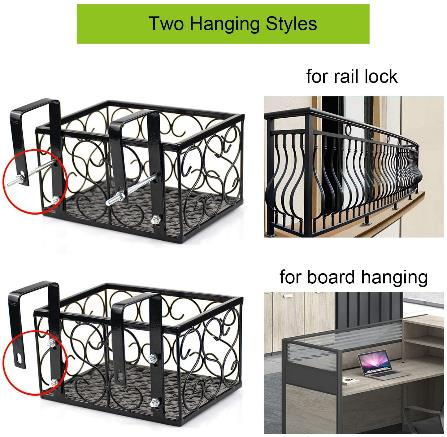 Two Hanging Styles
for rail lock
for board hanging